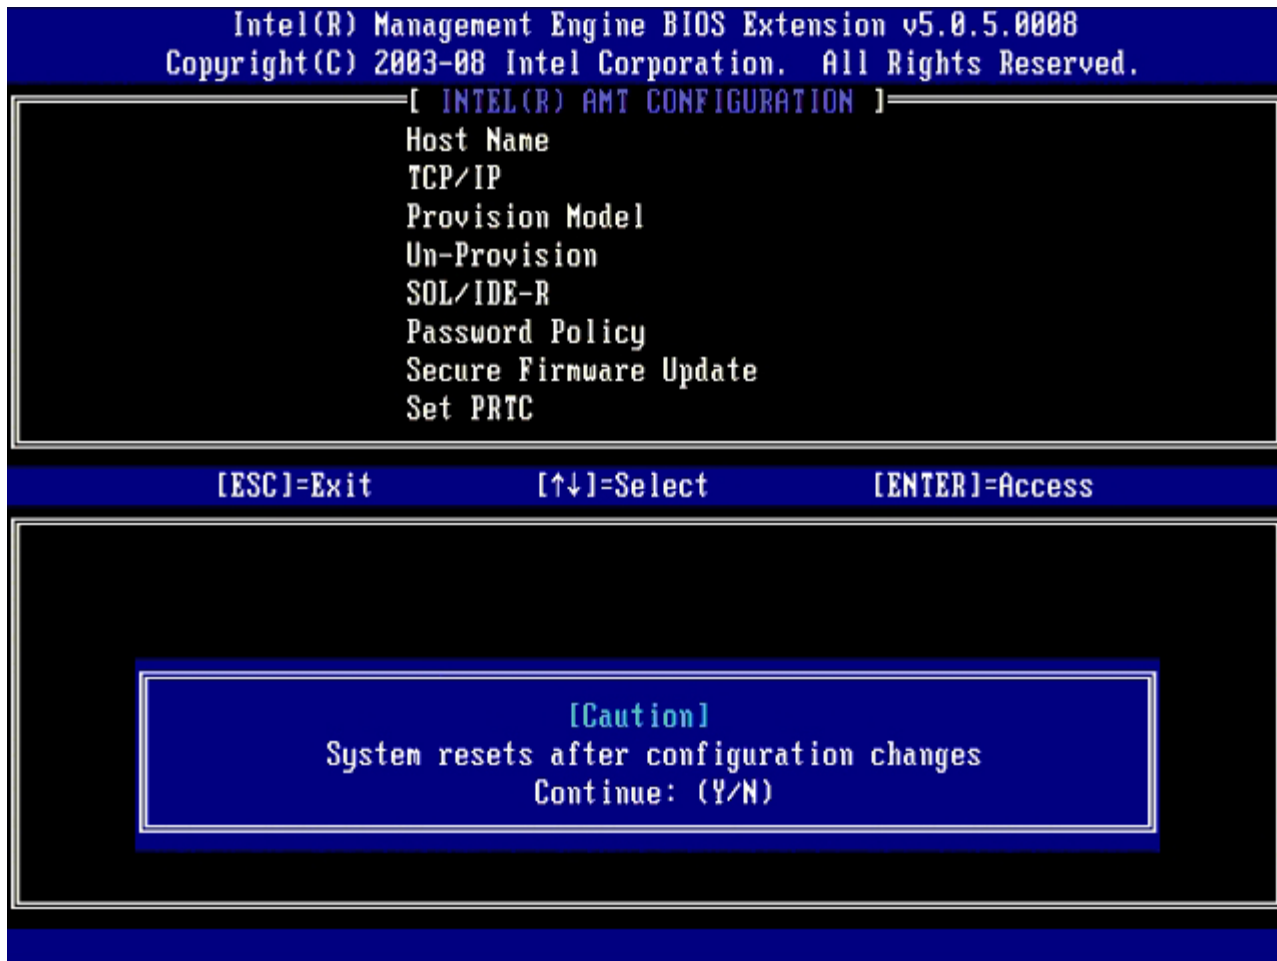 Intel(R) Management Engine BIOS Extension v5.0.5.0008
Copyright(C) 2003-08 Intel Corporation. All Rights Reserved.
[ INTEL(R) AMT CONFIGURATION ]
Host Name
TCP/IP
Provision Model
Un-Provision
SOL/IDE-R
Password Policy
Secure Firmware Update
Set PRTC
[ESC]=Exit [↑↓]=Select [ENTER]=Access
[Caution]
System resets after configuration changes
Continue: (Y/N)